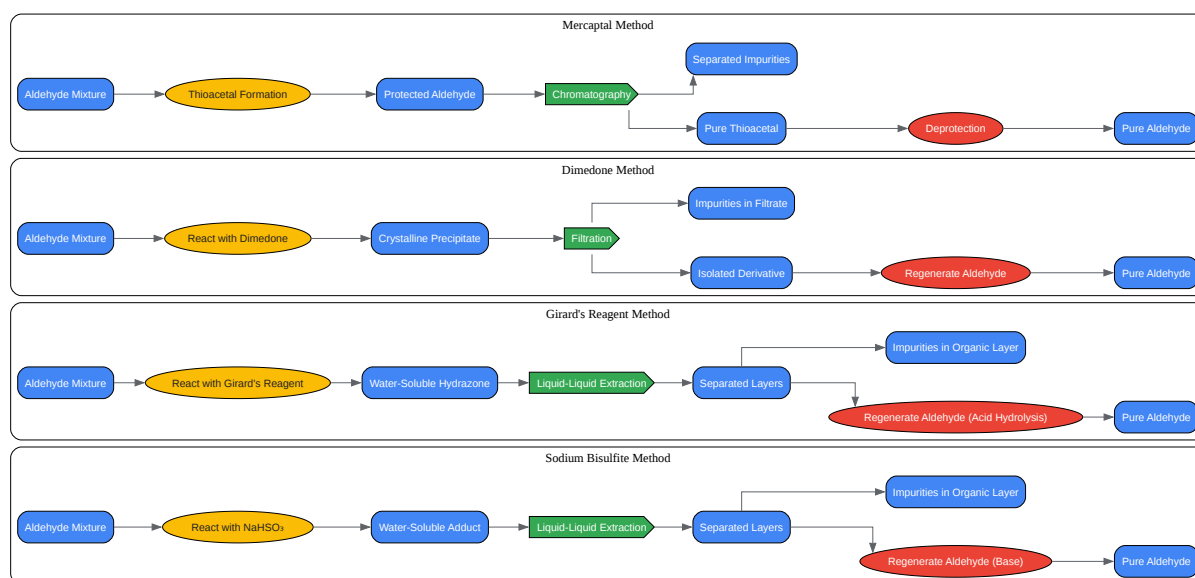 Mercaptal Method
Separated Impurities
Aldehyde Mixture
Thioacetal Formation
Protected Aldehyde
Chromatography
Pure Thioacetal
Deprotection
Pure Aldehyde
Dimedone Method
Impurities in Filtrate
Aldehyde Mixture
React with Dimedone
Crystalline Precipitate
Filtration
Isolated Derivative
Regenerate Aldehyde
Pure Aldehyde
Girard's Reagent Method
Impurities in Organic Layer
Aldehyde Mixture
React with Girard's Reagent
Water-Soluble Hydrazone
Liquid-Liquid Extraction
Separated Layers
Regenerate Aldehyde (Acid Hydrolysis)
Pure Aldehyde
Sodium Bisulfite Method
Impurities in Organic Layer
Aldehyde Mixture
React with NaHSO₃
Water-Soluble Adduct
Liquid-Liquid Extraction
Separated Layers
Regenerate Aldehyde (Base)
Pure Aldehyde